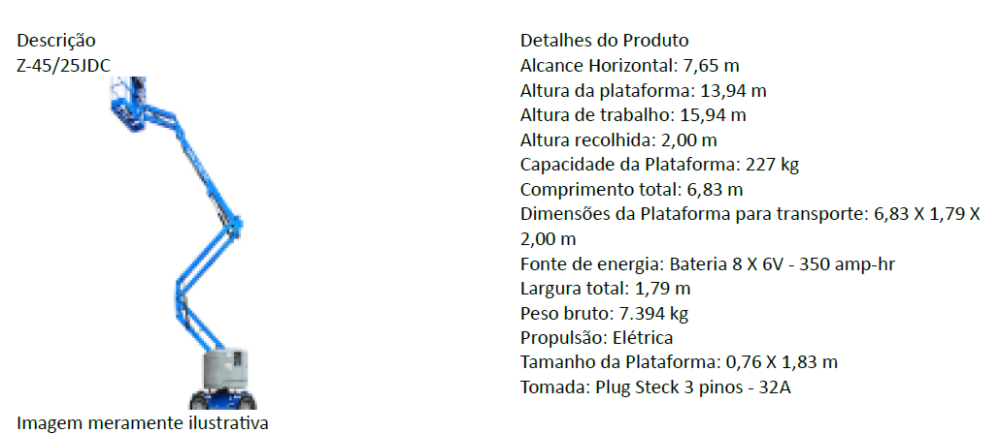 Descrição
Z-45/25JDC
Imagem meramente ilustrativa
Detalhes do Produto
Alcance Horizontal: 7,65 m
Altura da plataforma: 13,94 m
Altura de trabalho: 15,94 m
Altura recolhida: 2,00 m
Capacidade da Plataforma: 227 kg
Comprimento total: 6,83 m
Dimensões da Plataforma para transporte: 6,83 X 1,79 X
2,00 m
Fonte de energia: Bateria 8 X 6V - 350 amp-hr
Largura total: 1,79 m
Peso bruto: 7.394 kg
Propulsão: Elétrica
Tamanho da Plataforma: 0,76 X 1,83 m
Tomada: Plug Steck 3 pinos - 32A